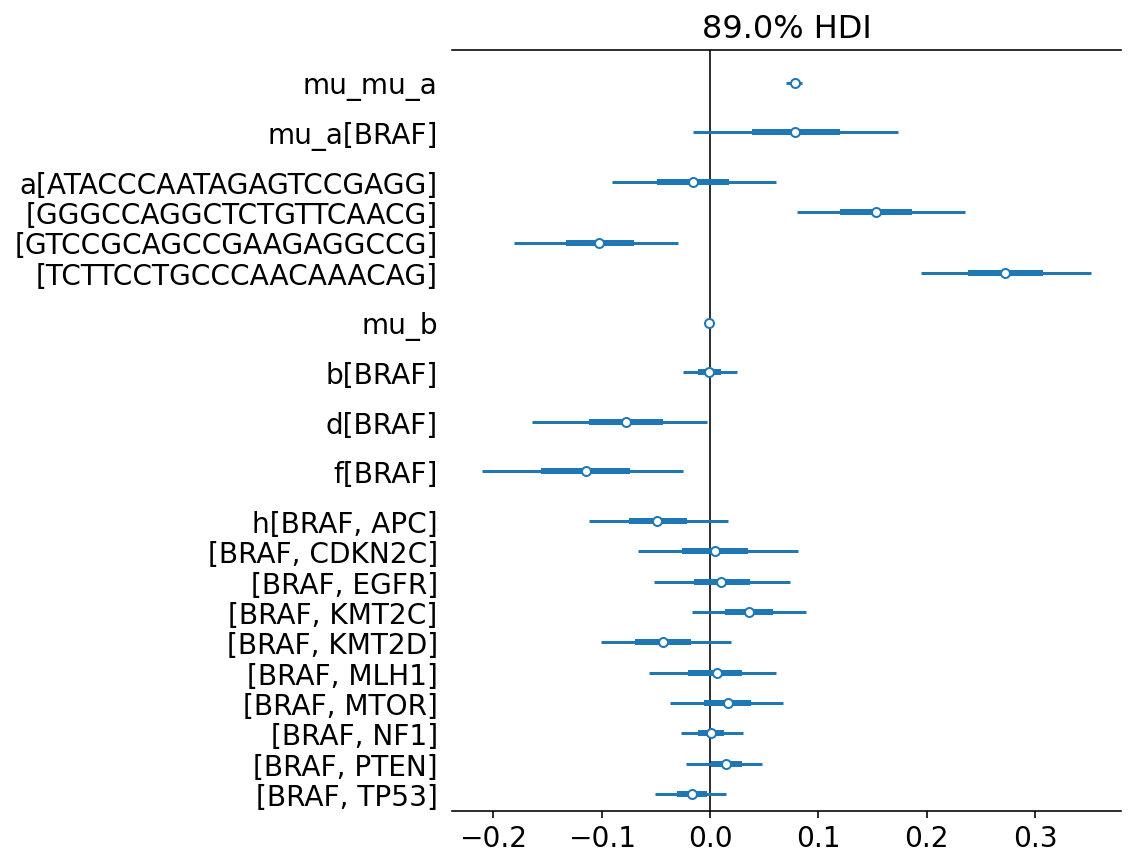 89.0% HDI
mu_mu_a
mu_a[BRAF]
a[ATACCCAATAGAGTCCGAGG]
[GGGCCAGGCTCTGTTCAACG]
[GTCCGCAGCCGAAGAGGCCG]
[TCTTCCTGCCCAACAAACAG]
mu_b
b[BRAF]
d[BRAF]
f[BRAF]
h[BRAF, APC]
[BRAF, CDKN2C]
[BRAF, EGFR]
[BRAF, KMT2C]
[BRAF, KMT2D]
[BRAF, MLH1]
[BRAF, MTOR]
[BRAF, NF1]
[BRAF, PTEN]
[BRAF, TP53]
−0.2 −0.1 0.0 0.1 0.2 0.3